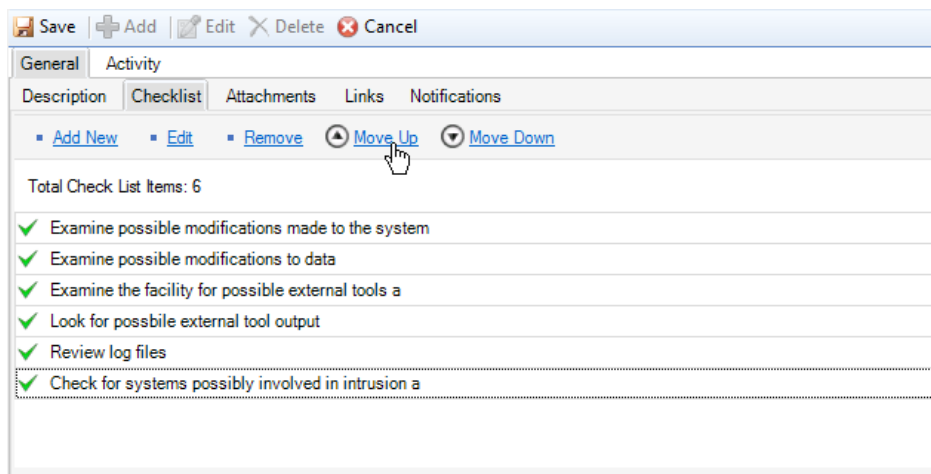 Save Add Edit Delete Cancel
General Activity
Description Checklist Attachments Links Notifications
Add New Edit Remove Move Up Move Down
Total Check List Items: 6
Examine possible modifications made to the system
Examine possible modifications to data
Examine the facility for possible external tools a
Look for possbile external tool output
Review log files
Check for systems possibly involved in intrusion a